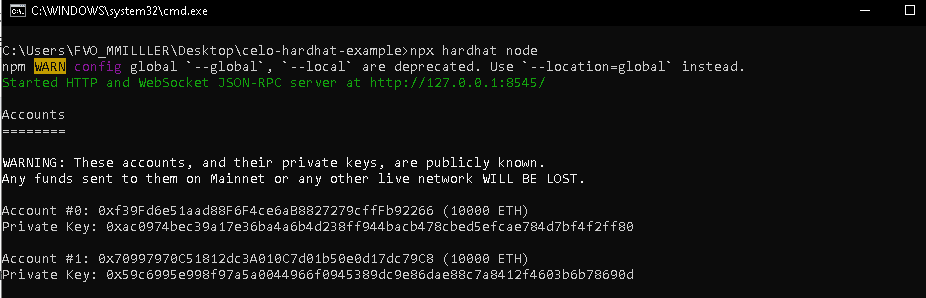 C:\WINDOWS\system32\cmd.exe
C:\Users\FVO_MMILLLER\Desktop\celo-hardhat-example>npx hardhat node
npm WARN config global `--global`, `--local` are deprecated. Use `--location=global` instead.
Started HTTP and WebSocket JSON-RPC server at http://127.0.0.1:8545/
Accounts
========
WARNING: These accounts, and their private keys, are publicly known.
Any funds sent to them on Mainnet or any other live network WILL BE LOST.
Account #0: 0xf39Fd6e51aad88F6F4ce6aB8827279cffFb92266 (10000 ETH)
Private Key: 0xac0974bec39a17e36ba4a6b4d238ff944bacb478cbed5efcae784d7bf4f2ff80
Account #1: 0x70997970C51812dc3A010C7d01b50e0d17dc79C8 (10000 ETH)
Private Key: 0x59c6995e998f97a5a0044966f0945389dc9e86dae88c7a8412f4603b6b78690d